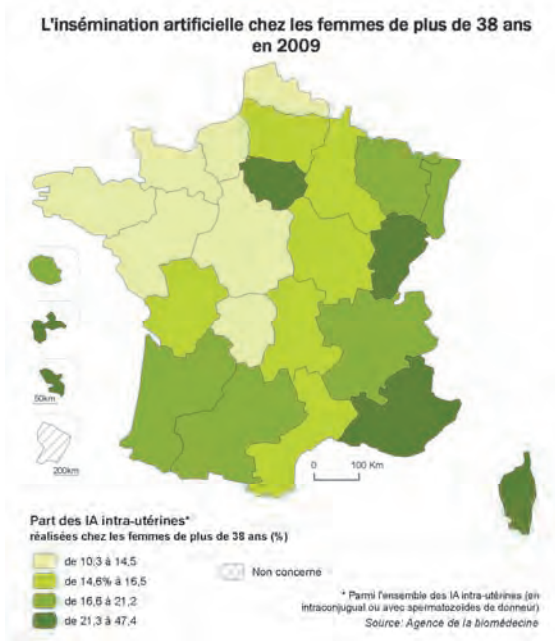 L'insémination artificielle chez les femmes de plus de 38 ans
en 2009
50km
200km
0 100 Km
Part des IA intra-utérines*
réalisées chez les femmes de plus de 38 ans (%)
de 10,3 à 14,5
de 14,6% à 16,5
de 16,6 à 21,2
de 21,3 à 47,4
Non concerné
* Parmi l'ensemble des IA intra-utérines (en
intraconjugual ou avec spermatozoïdes de donneur)
Source: Agence de la biomédecine